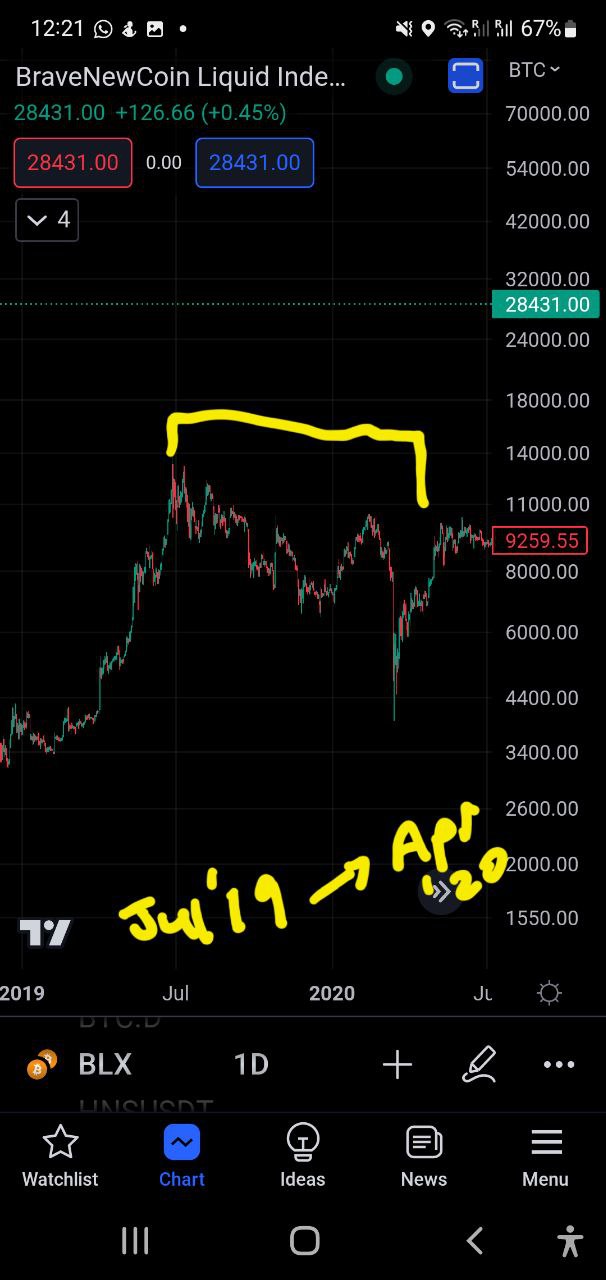 12:21 67%
BraveNewCoin Liquid Inde... BTC
28431.00 +126.66 (+0.45%)
28431.00 0.00 28431.00
4
70000.00
54000.00
42000.00
32000.00
28431.00
24000.00
18000.00
14000.00
11000.00
9259.55
8000.00
6000.00
4400.00
3400.00
2600.00
2000.00
1550.00
Jul'19 → Apr '20
2019 Jul 2020 Ju
BTC.D
BLX 1D
HNSUSDT
Watchlist Chart Ideas News Menu